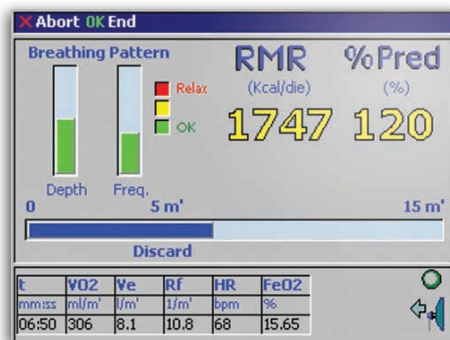 Abort OK End
Breathing Pattern
RMR
%Pred
Relax
(Kcal/die)
(%)
OK
1747
120
Depth Freq.
0 5 m' 15 m'
Discard
t VO2 Ve Rf HR FeO2
mm:ss ml/m' l/m' 1/m' bpm %
06:50 306 8.1 10.8 68 15.65